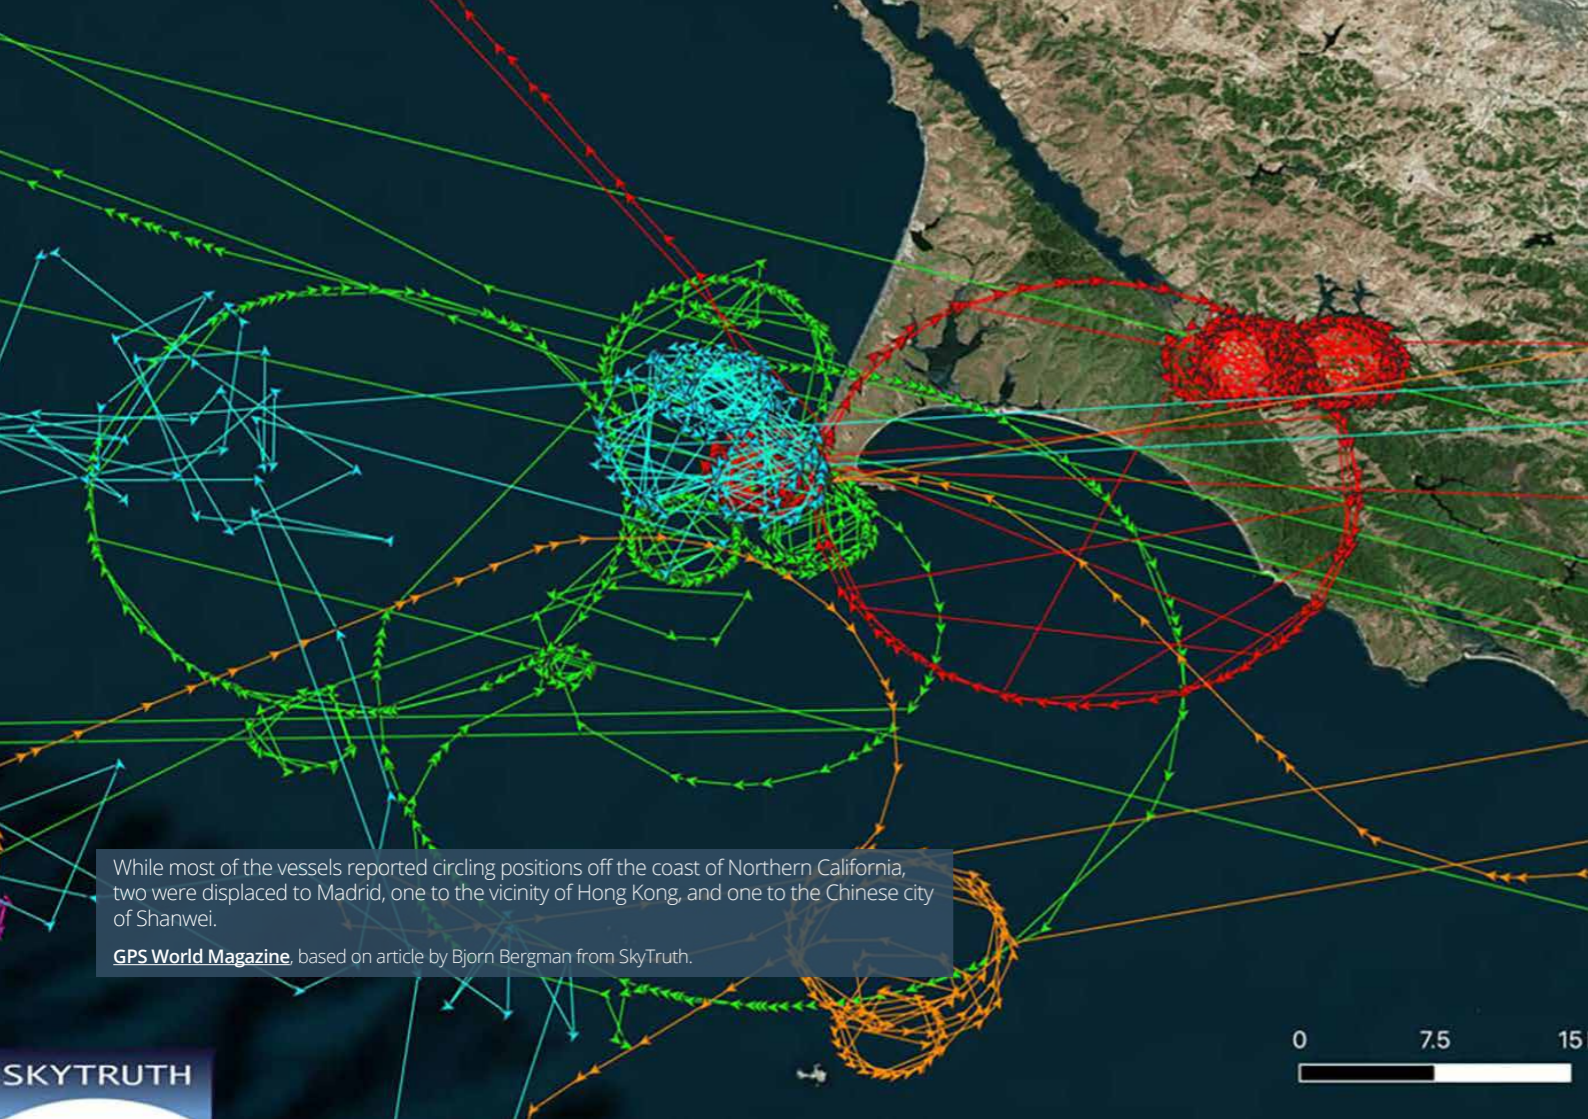 While most of the vessels reported circling positions off the coast of Northern California,
two were displaced to Madrid, one to the vicinity of Hong Kong, and one to the Chinese city
of Shanwei.
GPS World Magazine, based on article by Bjorn Bergman from SkyTruth.
0 7.5 15
SKYTRUTH